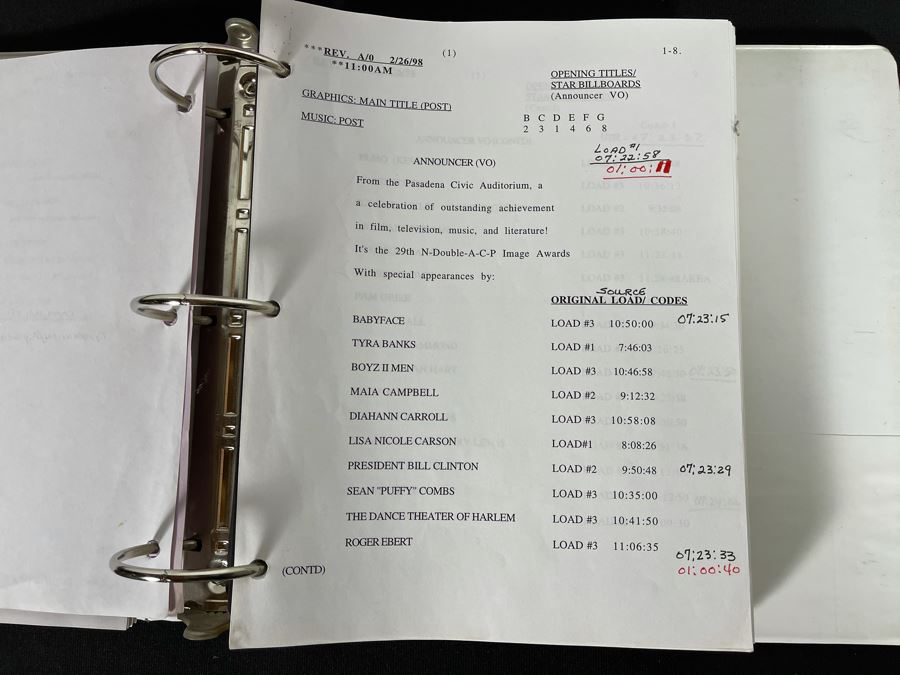 ***REV. A/0 2/26/98 (1) 1-8.
**11:00AM
OPENING TITLES/
STAR BILLBOARDS
(Announcer VO)
GRAPHICS: MAIN TITLE (POST)
MUSIC: POST
B C D E F G
2 3 1 4 6 8
LOAD #1
07:22:58
01:00:11
ANNOUNCER (VO)
From the Pasadena Civic Auditorium, a
a celebration of outstanding achievement
in film, television, music, and literature!
It's the 29th N-Double-A-C-P Image Awards
With special appearances by:
SOURCE
ORIGINAL LOAD/ CODES
BABYFACE LOAD #3 10:50:00 07:23:15
TYRA BANKS LOAD #1 7:46:03
BOYZ II MEN LOAD #3 10:46:58
MAIA CAMPBELL LOAD #2 9:12:32
DIAHANN CARROLL LOAD #3 10:58:08
LISA NICOLE CARSON LOAD#1 8:08:26
PRESIDENT BILL CLINTON LOAD #2 9:50:48 07:23:29
SEAN "PUFFY" COMBS LOAD #3 10:35:00
THE DANCE THEATER OF HARLEM LOAD #3 10:41:50
ROGER EBERT LOAD #3 11:06:35
07:23:33
01:00:40
(CONTD)